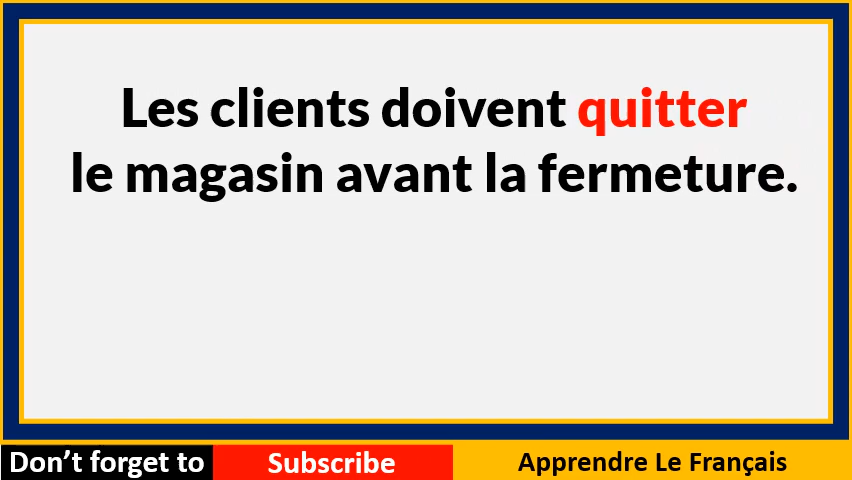 Les clients doivent quitter
le magasin avant la fermeture.
Don't forget to Subscribe Apprendre Le Français